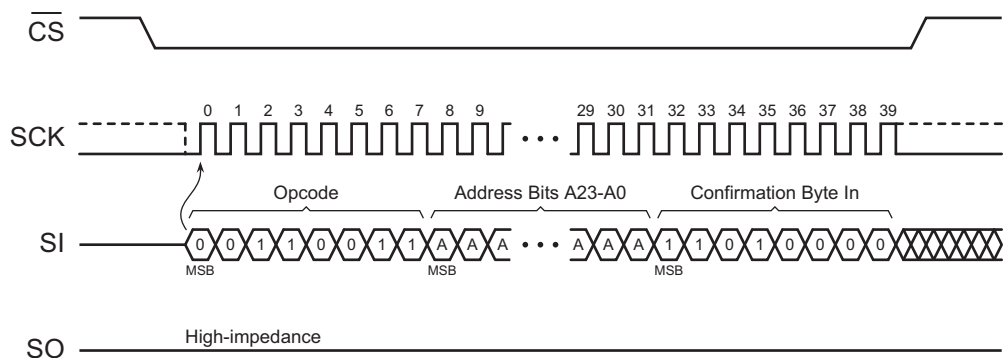 CS
0 1 2 3 4 5 6 7 8 9 29 30 31 32 33 34 35 36 37 38 39
SCK
Opcode Address Bits A23-A0 Confirmation Byte In
SI 0 0 1 1 0 0 1 1 A A A A A A 1 1 0 1 0 0 0 0
MSB MSB MSB
High-impedance
SO